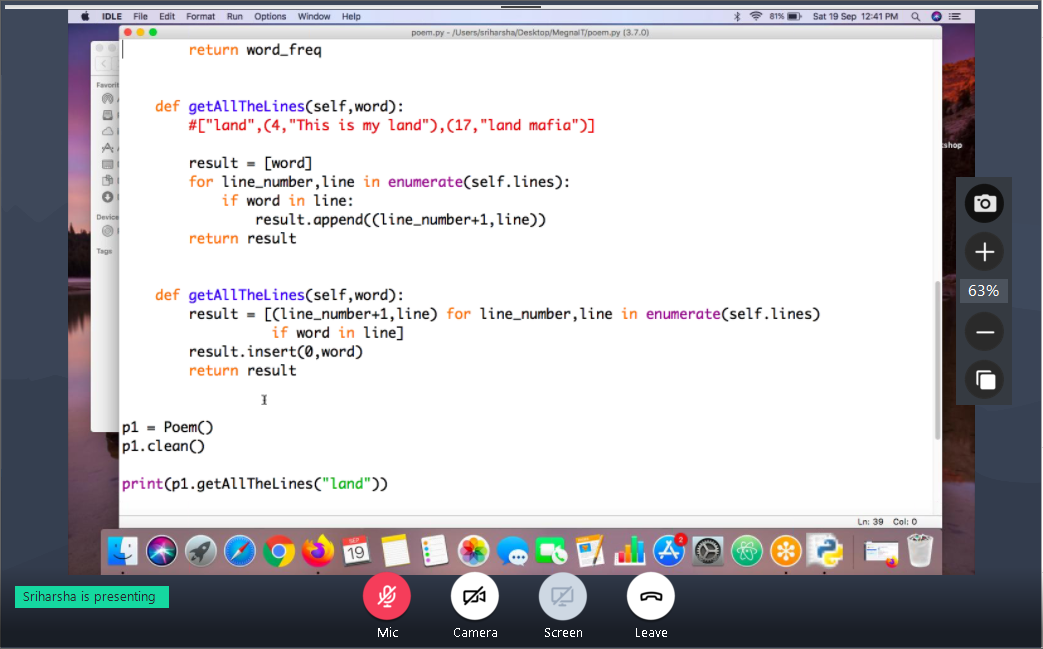 IDLE File Edit Format Run Options Window Help 81% Sat 19 Sep 12:41 PM
poem.py - /Users/sriharsha/Desktop/MegnaIT/poem.py (3.7.0)
return word_freq
Favorit
def getAllTheLines(self,word):
#["land",(4,"This is my land"),(17,"land mafia")]
result = [word]
for line_number,line in enumerate(self.lines):
if word in line:
result.append((line_number+1,line))
return result
Device
Tags
def getAllTheLines(self,word):
result = [(line_number+1,line) for line_number,line in enumerate(self.lines)
if word in line]
result.insert(0,word)
return result
p1 = Poem()
p1.clean()
print(p1.getAllTheLines("land"))
Ln: 39 Col: 0
63%
SEP
19
2
Sriharsha is presenting
Mic Camera Screen Leave